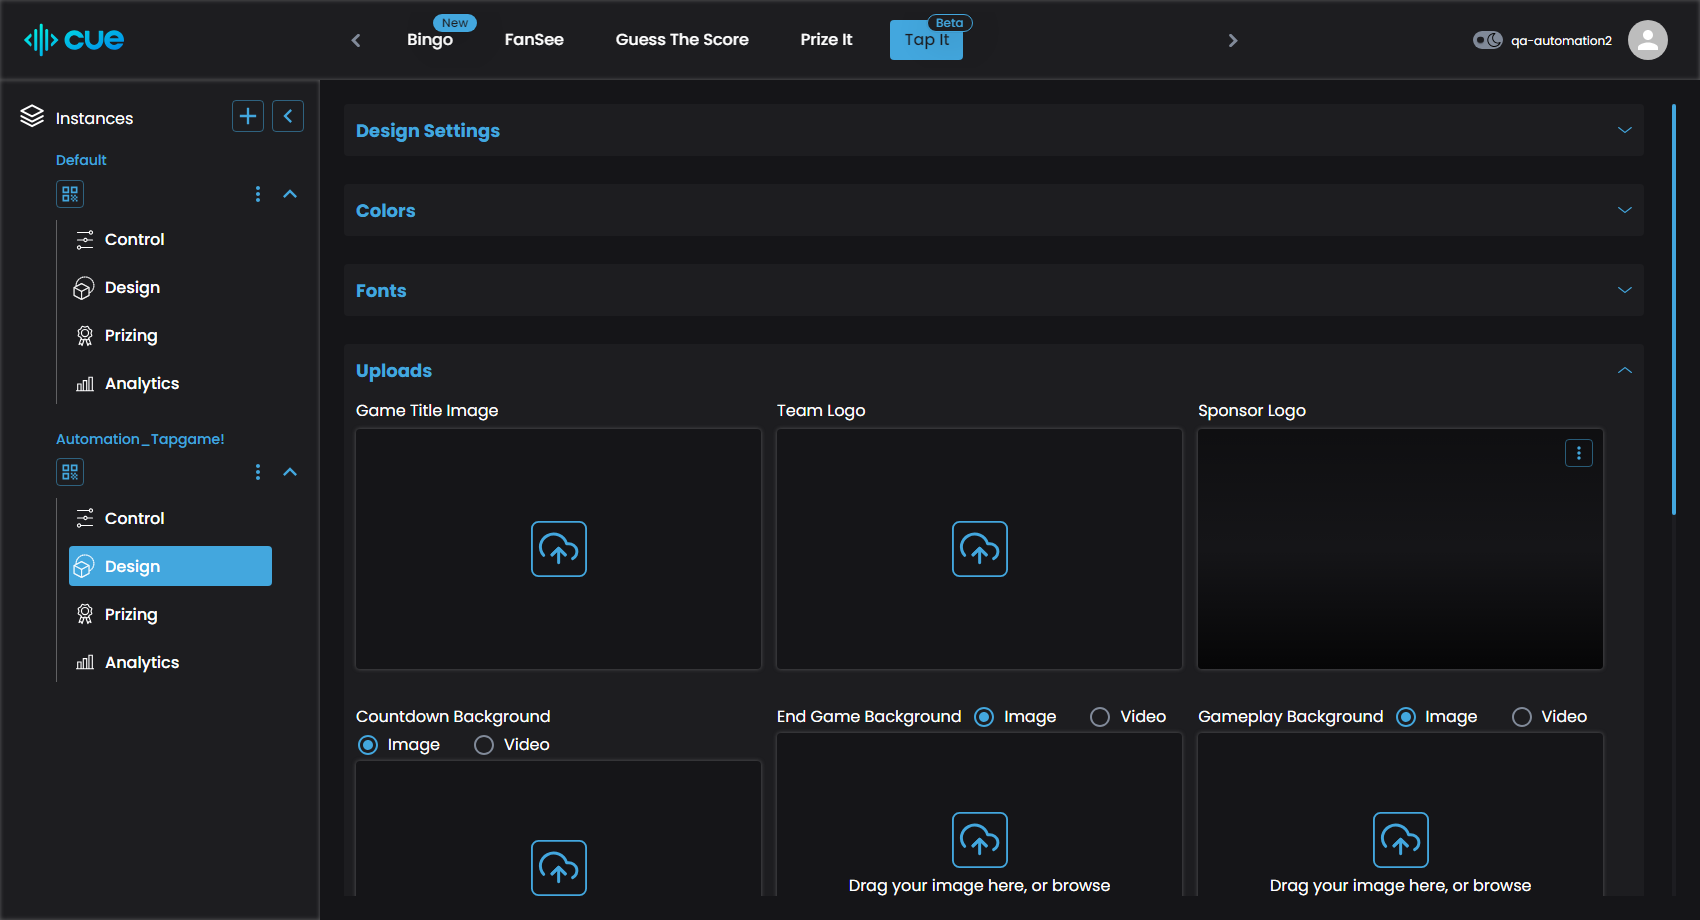 cue
New
Bingo
FanSee
Guess The Score
Prize It
Beta
Tap It
qa-automation2
Instances
Default
Control
Design
Prizing
Analytics
Automation_Tapgame!
Control
Design
Prizing
Analytics
Design Settings
Colors
Fonts
Uploads
Game Title Image
Team Logo
Sponsor Logo
Countdown Background
Image Video
End Game Background Image Video
Gameplay Background Image Video
Drag your image here, or browse
Drag your image here, or browse